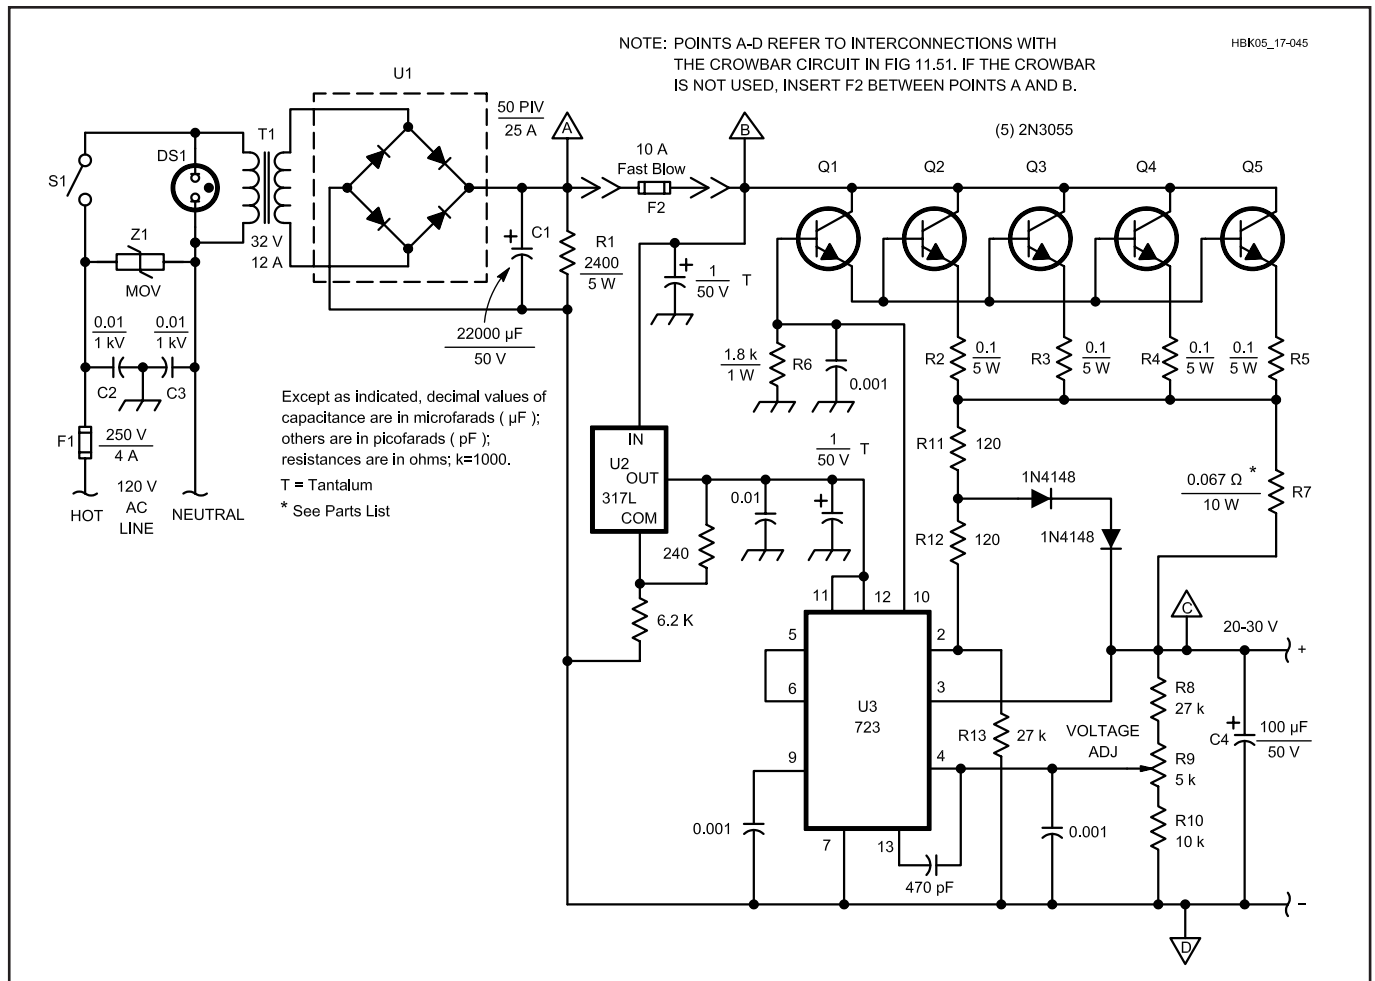 NOTE: POINTS A-D REFER TO INTERCONNECTIONS WITH
THE CROWBAR CIRCUIT IN FIG 11.51. IF THE CROWBAR
IS NOT USED, INSERT F2 BETWEEN POINTS A AND B.
HBK05_17-045
U1
50 PIV
25 A
A
B
(5) 2N3055
T1
DS1
S1
10 A
Fast Blow
F2
Q1
Q2
Q3
Q4
Q5
Z1
MOV
32 V
12 A
+
C1
R1
2400
5 W
+
1
50 V
T
0.01
1 kV
0.01
1 kV
C2
C3
22000 µF
50 V
1.8 k
1 W
R6
0.001
R2
0.1
5 W
R3
0.1
5 W
R4
0.1
5 W
0.1
5 W
R5
Except as indicated, decimal values of
capacitance are in microfarads ( µF );
others are in picofarads ( pF );
resistances are in ohms; k=1000.
T = Tantalum
* See Parts List
F1
250 V
4 A
HOT
120 V
AC
LINE
NEUTRAL
IN
U2
OUT
317L
COM
240
6.2 K
0.01
+
1
50 V
T
R11
120
R12
120
1N4148
1N4148
0.067 Ω *
10 W
R7
11
12
10
5
2
6
3
U3
723
9
4
7
13
0.001
470 pF
R13
27 k
0.001
VOLTAGE
ADJ
C
20-30 V
+
R8
27 k
R9
5 k
R10
10 k
+
C4
100 µF
50 V
–
D